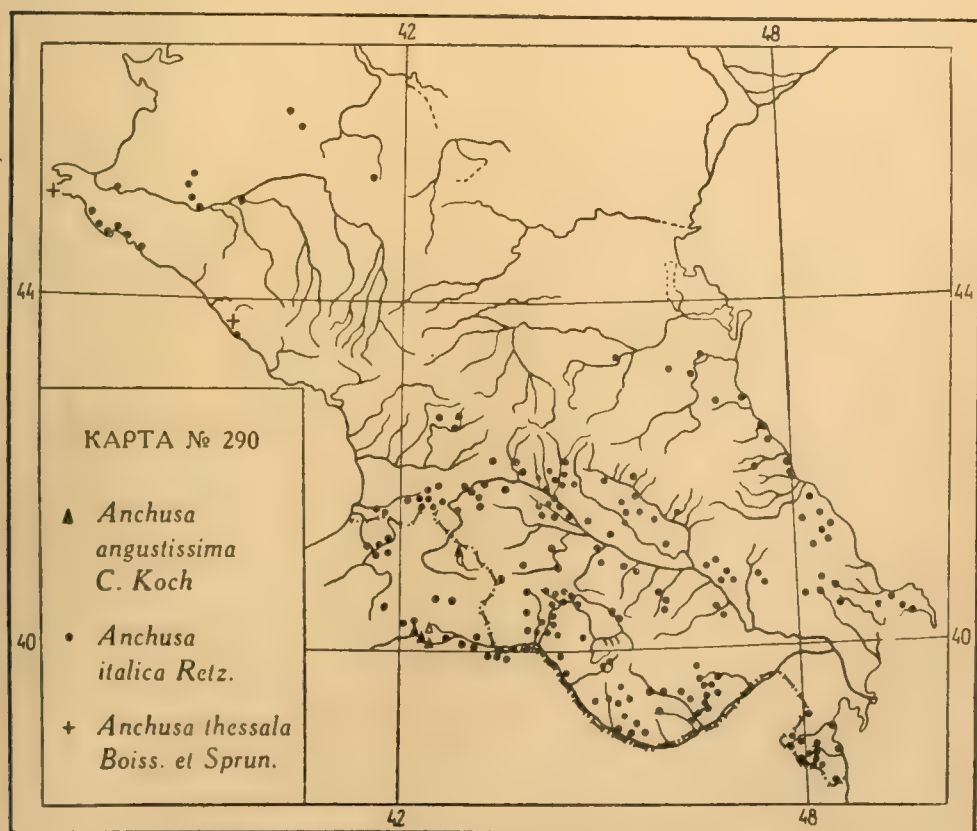 42 48
44 44
КАРТА № 290
Anchusa
angustissima
C. Koch
Anchusa
italica Retz.
Anchusa thessala
Boiss. et Sprun.
40 40
42 48